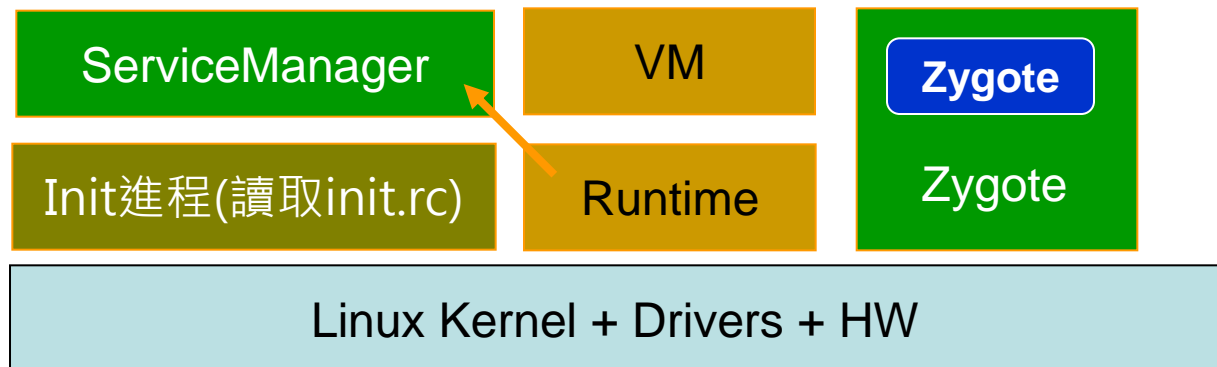 ServiceManager
VM
Zygote
Init進程(讀取init.rc)
Runtime
Zygote
Linux Kernel + Drivers + HW